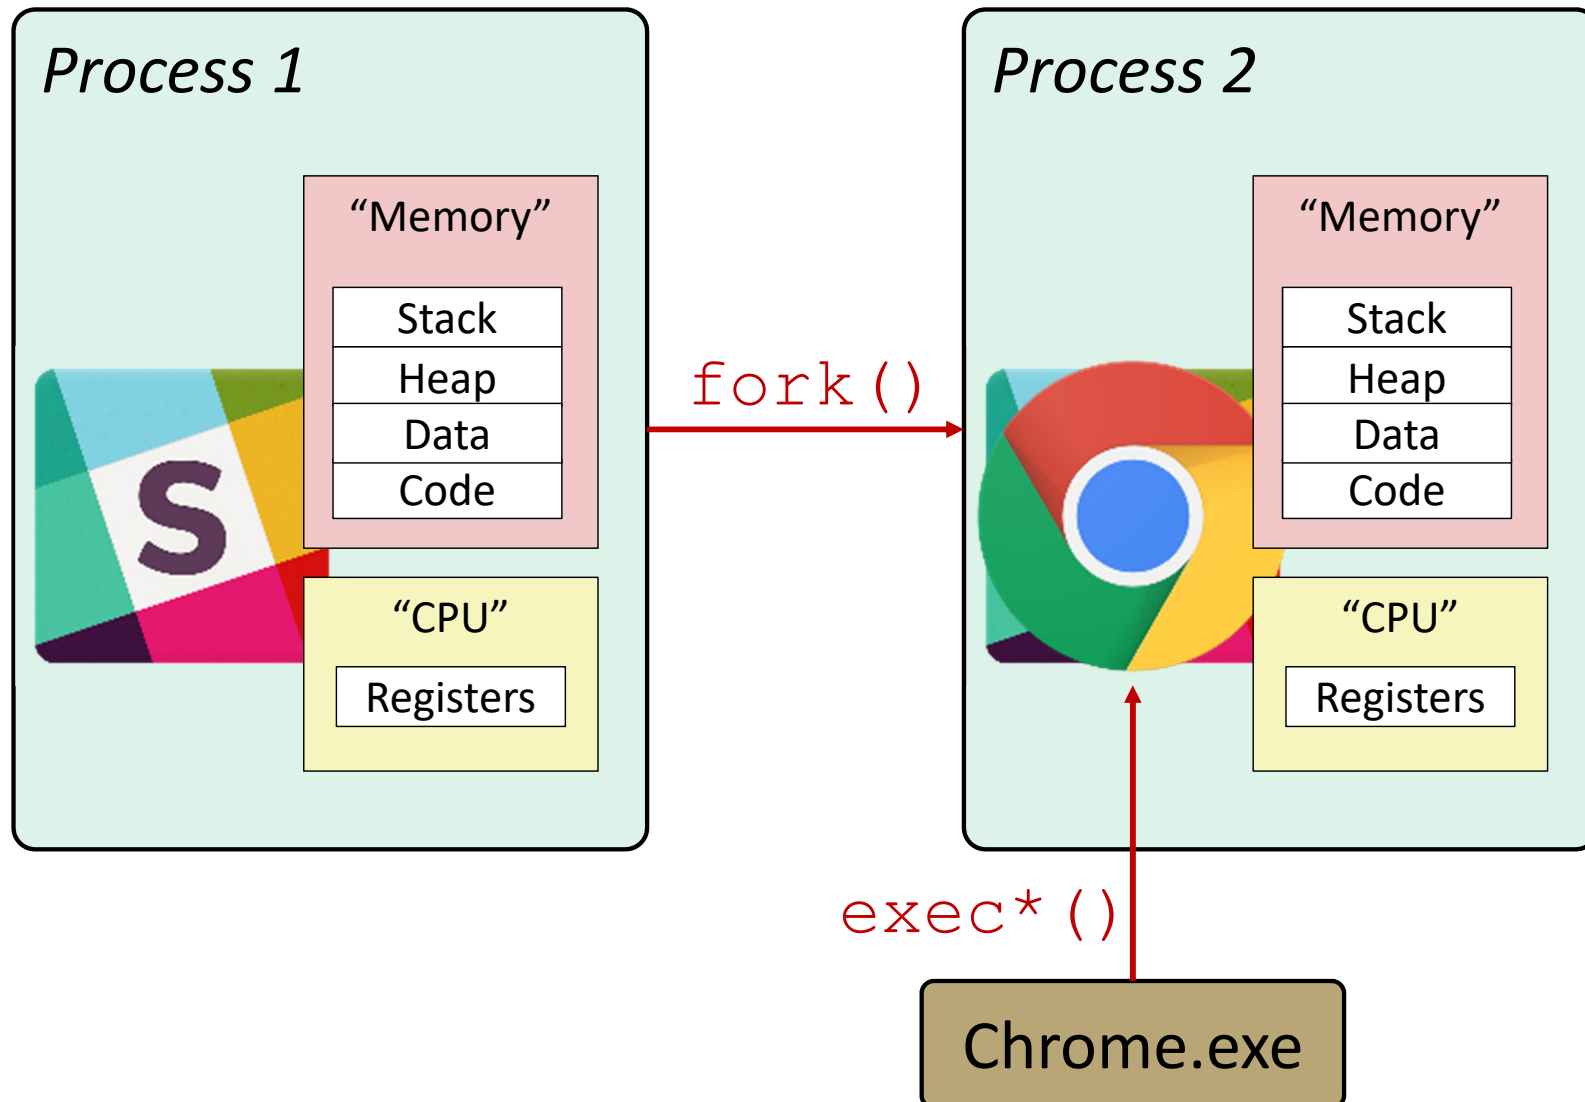 Process 1
“Memory”
Stack
Heap
Data
Code
S
“CPU”
Registers
fork()
Process 2
“Memory”
Stack
Heap
Data
Code
“CPU”
Registers
exec*()
Chrome.exe